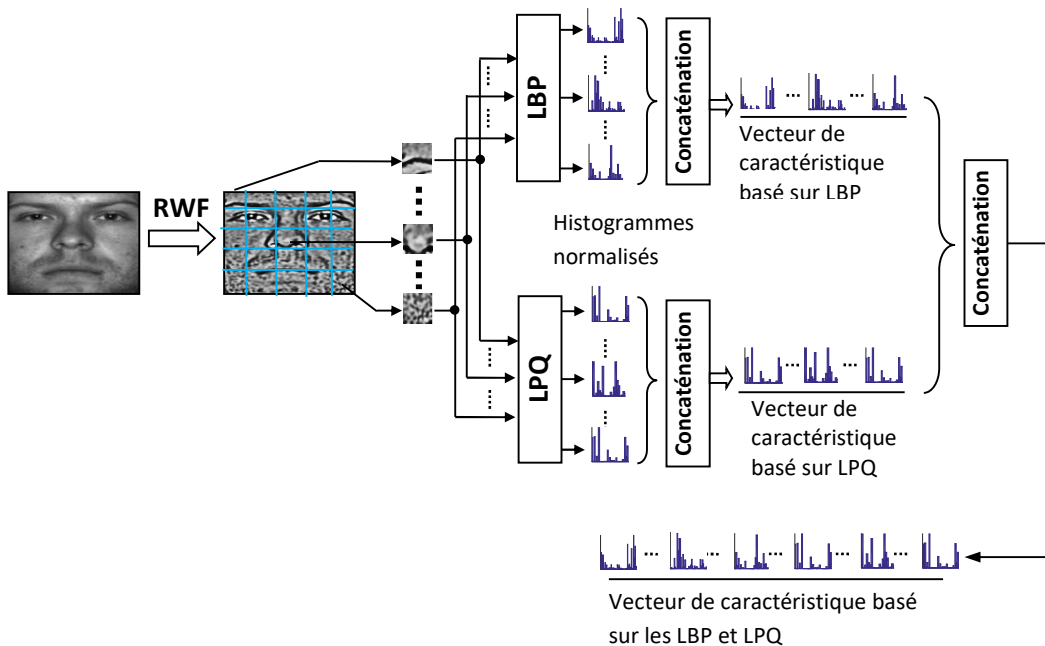 RWF
LBP
Concaténation
Vecteur de
caractéristique
basé sur LBP
Histogrammes
normalisés
Concaténation
LPQ
Concaténation
Vecteur de
caractéristique
basé sur LPQ
Vecteur de caractéristique basé
sur les LBP et LPQ